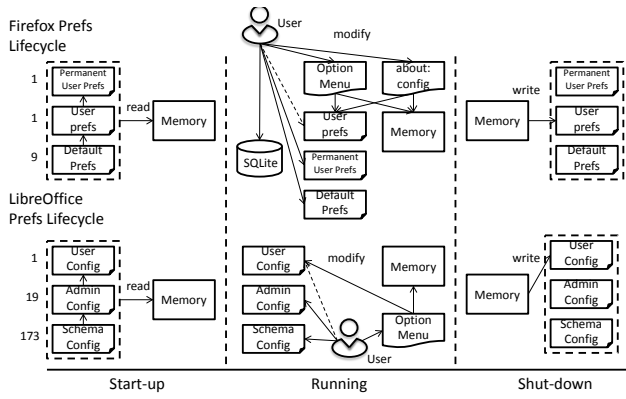 Firefox Prefs
Lifecycle
1
Permanent
User Prefs
1
User
prefs
9
Default
Prefs
read
Memory
User
modify
Option
Menu
about:
config
User
prefs
Memory
SQLite
Permanent
User Prefs
Default
Prefs
write
Memory
Permanent
User Prefs
User
prefs
Default
Prefs
LibreOffice
Prefs Lifecycle
1
User
Config
19
Admin
Config
173
Schema
Config
read
Memory
User
Config
modify
Memory
Admin
Config
Option
Menu
Schema
Config
User
write
Memory
User
Config
Admin
Config
Schema
Config
Start-up
Running
Shut-down